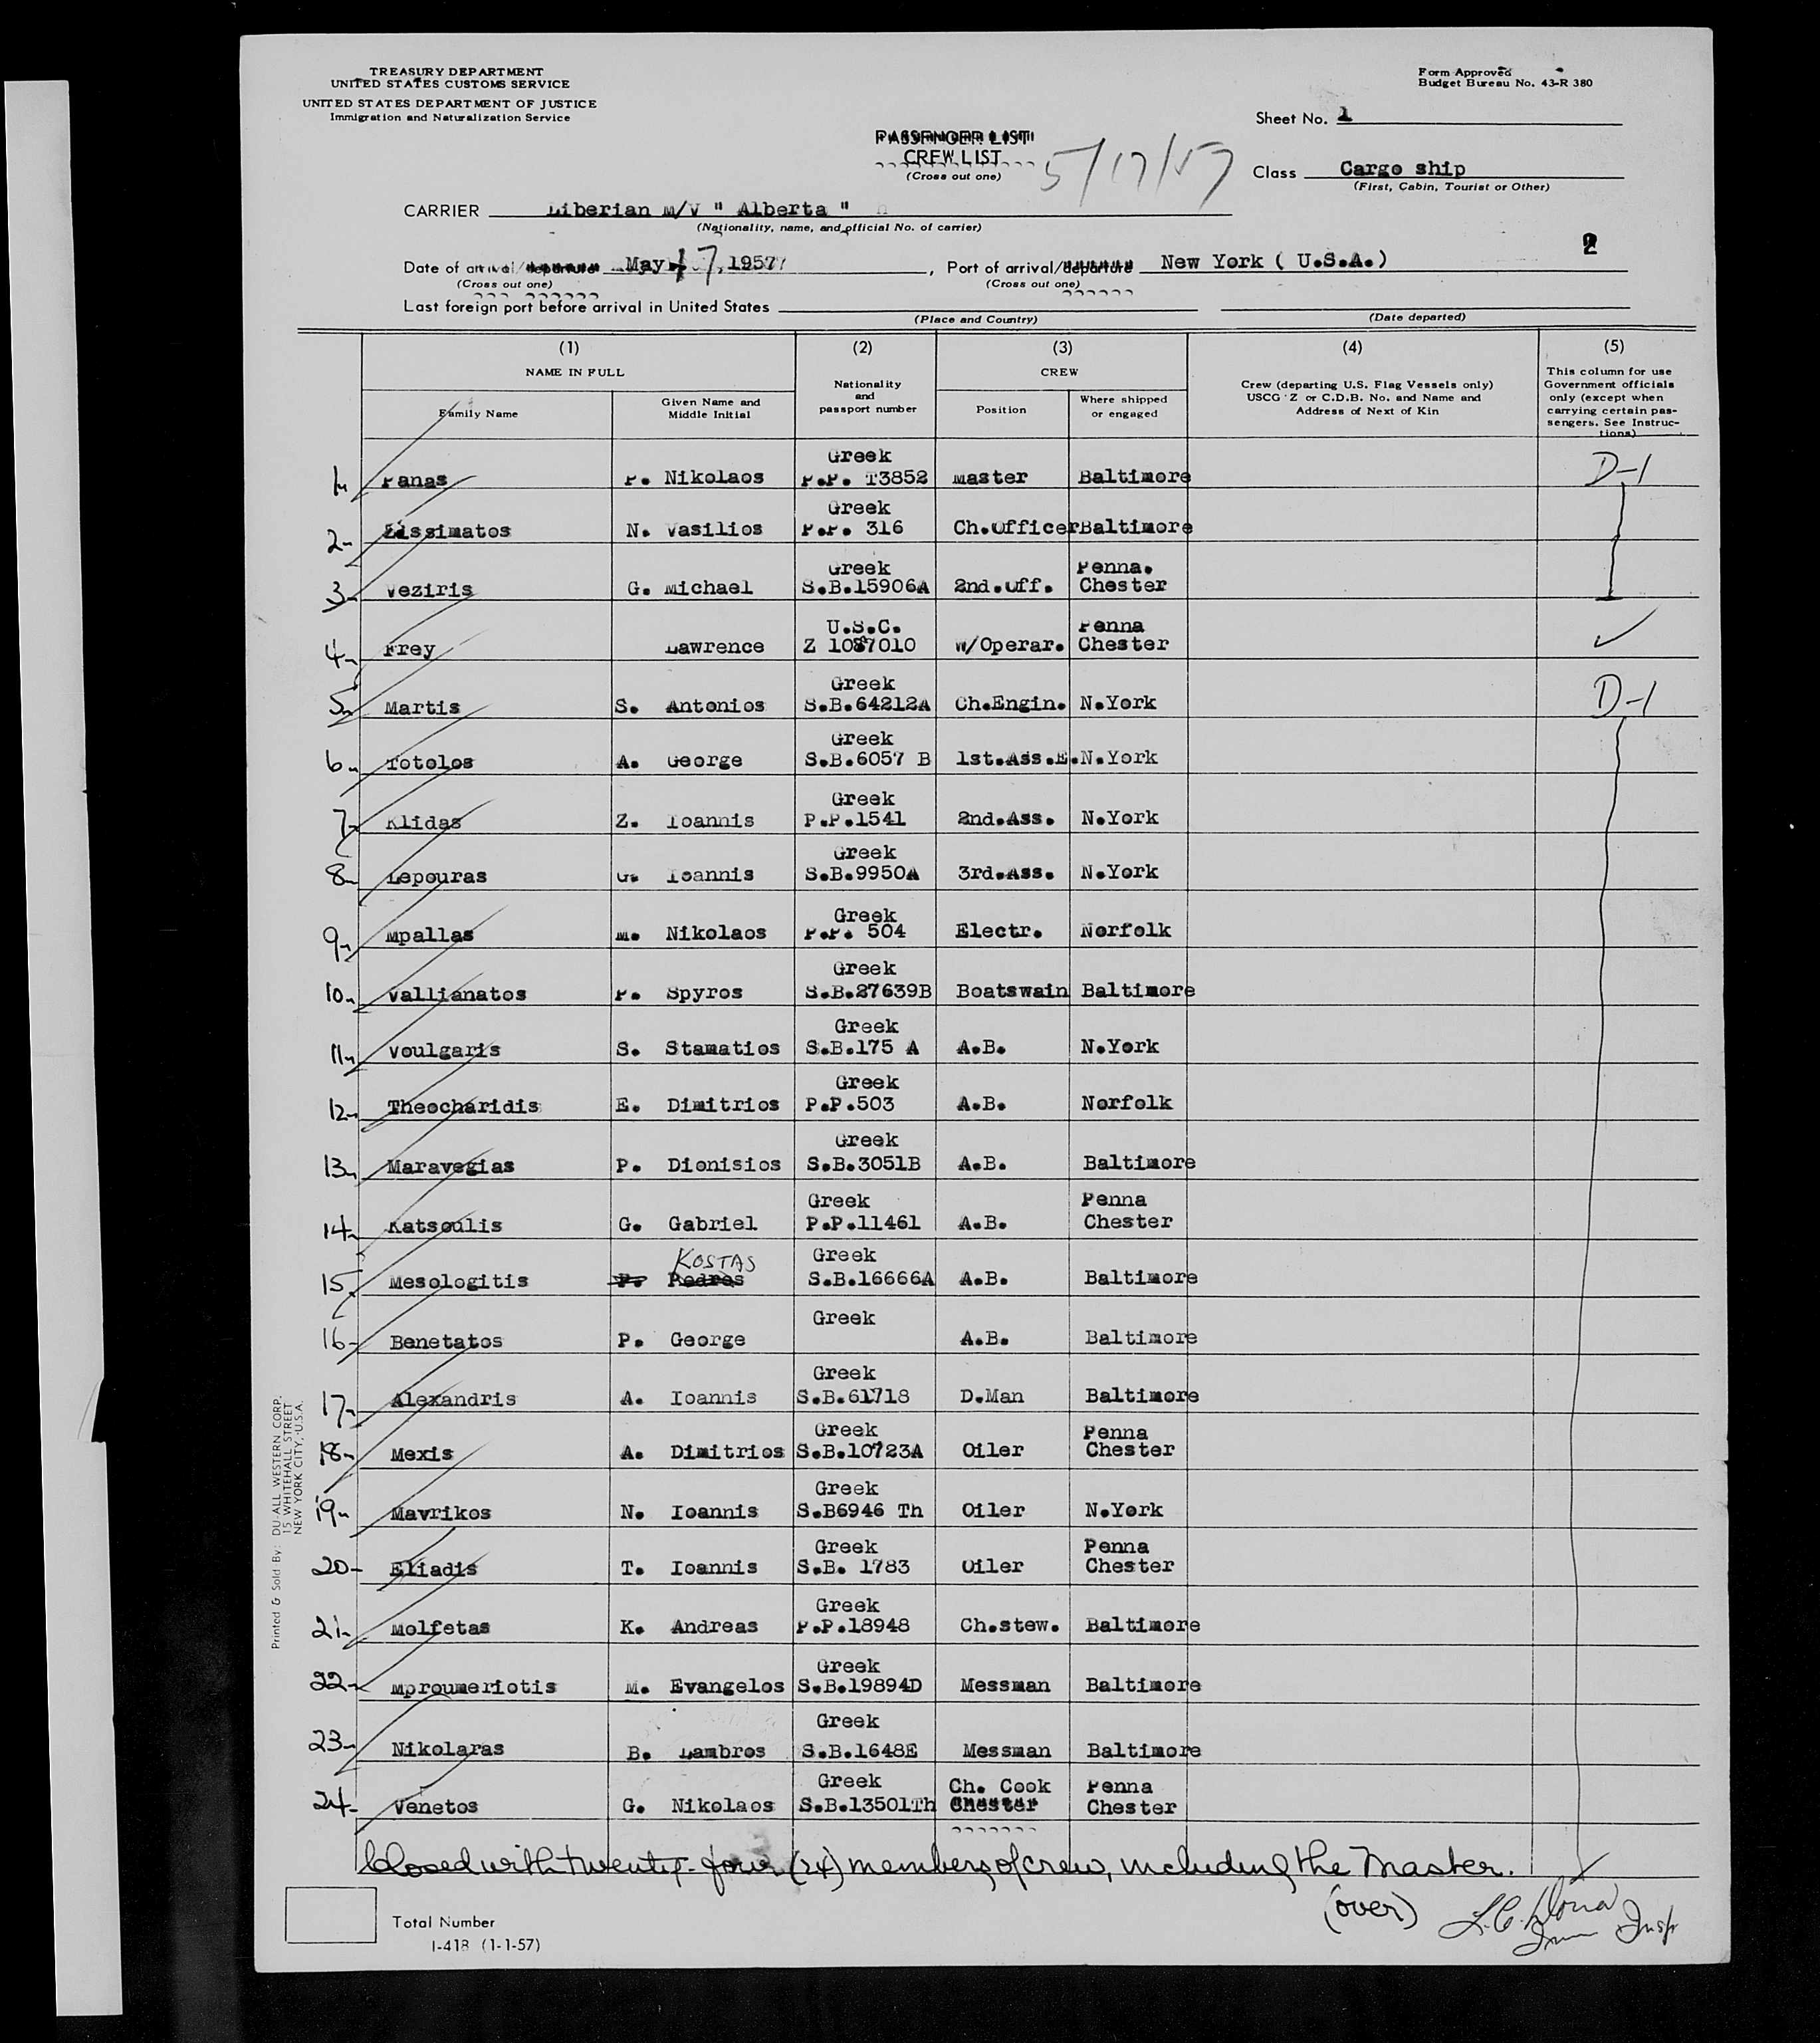 TREASURY DEPARTMENT
UNITED STATES CUSTOMS SERVICE
UNITED STATES DEPARTMENT OF JUSTICE
Immigration and Naturalization Service
Form Approved
Budget Bureau No. 43-R 380
Sheet No. 1
PASSENGER LIST
CREW LIST
(Cross out one)
5/17/57
Class Cargo ship
(First, Cabin, Tourist or Other)
CARRIER Liberian m/V " Alberta "
(Nationality, name, and official No. of carrier)
2
Date of arrival/departure May 17, 1957, Port of arrival/departure New York ( U.S.A.)
(Cross out one) (Cross out one)
Last foreign port before arrival in United States
(Place and Country) (Date departed)
(1) (2) (3) (4) (5)
NAME IN FULL CREW
Family Name
Given Name and Middle Initial
Nationality and passport number
Position
Where shipped or engaged
Crew (departing U.S. Flag Vessels only)
USCG Z or C.D.B. No. and Name and
Address of Next of Kin
This column for use
Government officials
only (except when
carrying certain pas-
sengers. See Instruc-
tions)
Greek
1- Panas P. Nikolaos P.P. T3852 Master Baltimore D-1
Greek
2- Zissimatos N. Vasilios P.P. 316 Ch.Officer Baltimore
Greek Penna.
3- Veziris G. Michael S.B.15906A 2nd.Off. Chester
U.S.C. Penna
4- Frey Lawrence Z 1087010 w/Operar. Chester ✓
Greek
5- Martis S. Antonios S.B.64212A Ch.Engin. N.York D-1
Greek
6- Totolos A. George S.B.6057 B 1st.Ass.E. N.York
Greek
7- Klidas Z. Ioannis P.P.1541 2nd.Ass. N.York
Greek
8- Lepouras G. Ioannis S.B.9950A 3rd.Ass. N.York
Greek
9- Mpallas M. Nikolaos P.P. 504 Electr. Norfolk
Greek
10- Vallianatos P. Spyros S.B.27639B Boatswain Baltimore
Greek
11- Voulgaris S. Stamatios S.B.175 A A.B. N.York
Greek
12- Theocharidis E. Dimitrios P.P.503 A.B. Norfolk
Greek
13- Maravegias P. Dionisios S.B.3051B A.B. Baltimore
Greek Penna
14- Katsoulis G. Gabriel P.P.11461 A.B. Chester
KOSTAS Greek
15 Mesologitis P. Pedros S.B.16666A A.B. Baltimore
Greek
16- Benetatos P. George A.B. Baltimore
Greek
17- Alexandris A. Ioannis S.B.61718 D.Man Baltimore
Greek Penna
18- Mexis A. Dimitrios S.B.10723A Oiler Chester
Greek
19- Mavrikos N. Ioannis S.B6946 Th Oiler N.York
Greek Penna
20- Eliadis T. Ioannis S.B. 1783 Oiler Chester
Greek
21- Molfetas K. Andreas P.P.18948 Ch.stew. Baltimore
Greek
22- Mproumeriotis M. Evangelos S.B.19894D Messman Baltimore
Greek
23- Nikolaras B. Lambros S.B.1648E Messman Baltimore
Greek Ch. Cook Penna
24- Venetos G. Nikolaos S.B.13501Th Chester Chester
Closed with twenty-four (24) members of crew, including the Master.
(over)
Imm Insp
Total Number
I-418 (1-1-57)
Printed & Sold By: DU-ALL WESTERN CORP.
15 WHITEHALL STREET
NEW YORK CITY, U.S.A.